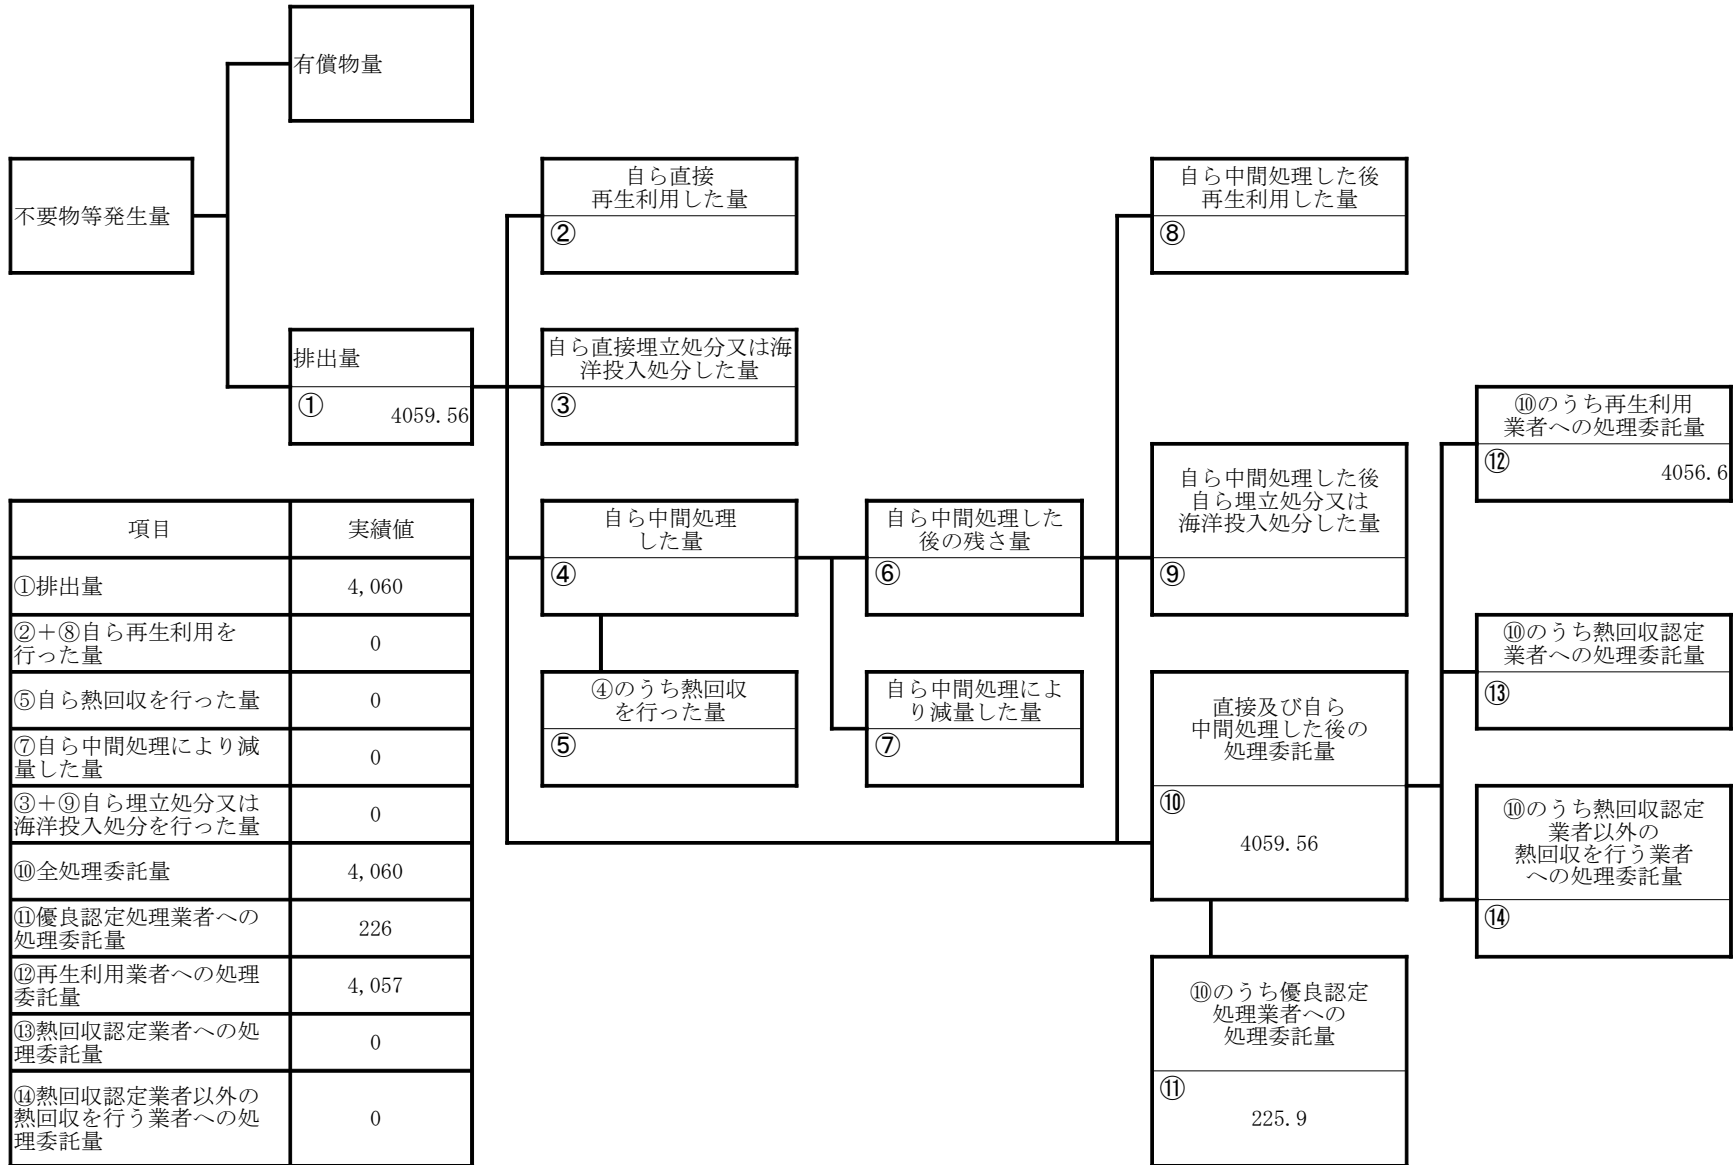 有償物量
不要物等発生量
自ら直接
再生利用した量
②
自ら中間処理した後
再生利用した量
⑧
排出量
①
4059.56
自ら直接埋立処分又は海
洋投入処分した量
③
⑩のうち再生利用
業者への処理委託量
⑫
4056.6
自ら中間処理
した量
④
自ら中間処理した
後の残さ量
⑥
自ら中間処理した後
自ら埋立処分又は
海洋投入処分した量
⑨
⑩のうち熱回収認定
業者への処理委託量
⑬
④のうち熱回収
を行った量
⑤
自ら中間処理によ
り減量した量
⑦
直接及び自ら
中間処理した後の
処理委託量
⑩
4059.56
⑩のうち熱回収認定
業者以外の
熱回収を行う業者
への処理委託量
⑭
⑩のうち優良認定
処理業者への
処理委託量
⑪
225.9
項目 実績値
①排出量 4,060
②＋⑧自ら再生利用を
行った量 0
⑤自ら熱回収を行った量 0
⑦自ら中間処理により減
量した量 0
③＋⑨自ら埋立処分又は
海洋投入処分を行った量 0
⑩全処理委託量 4,060
⑪優良認定処理業者への
処理委託量 226
⑫再生利用業者への処理
委託量 4,057
⑬熱回収認定業者への処
理委託量 0
⑭熱回収認定業者以外の
熱回収を行う業者への処
理委託量 0